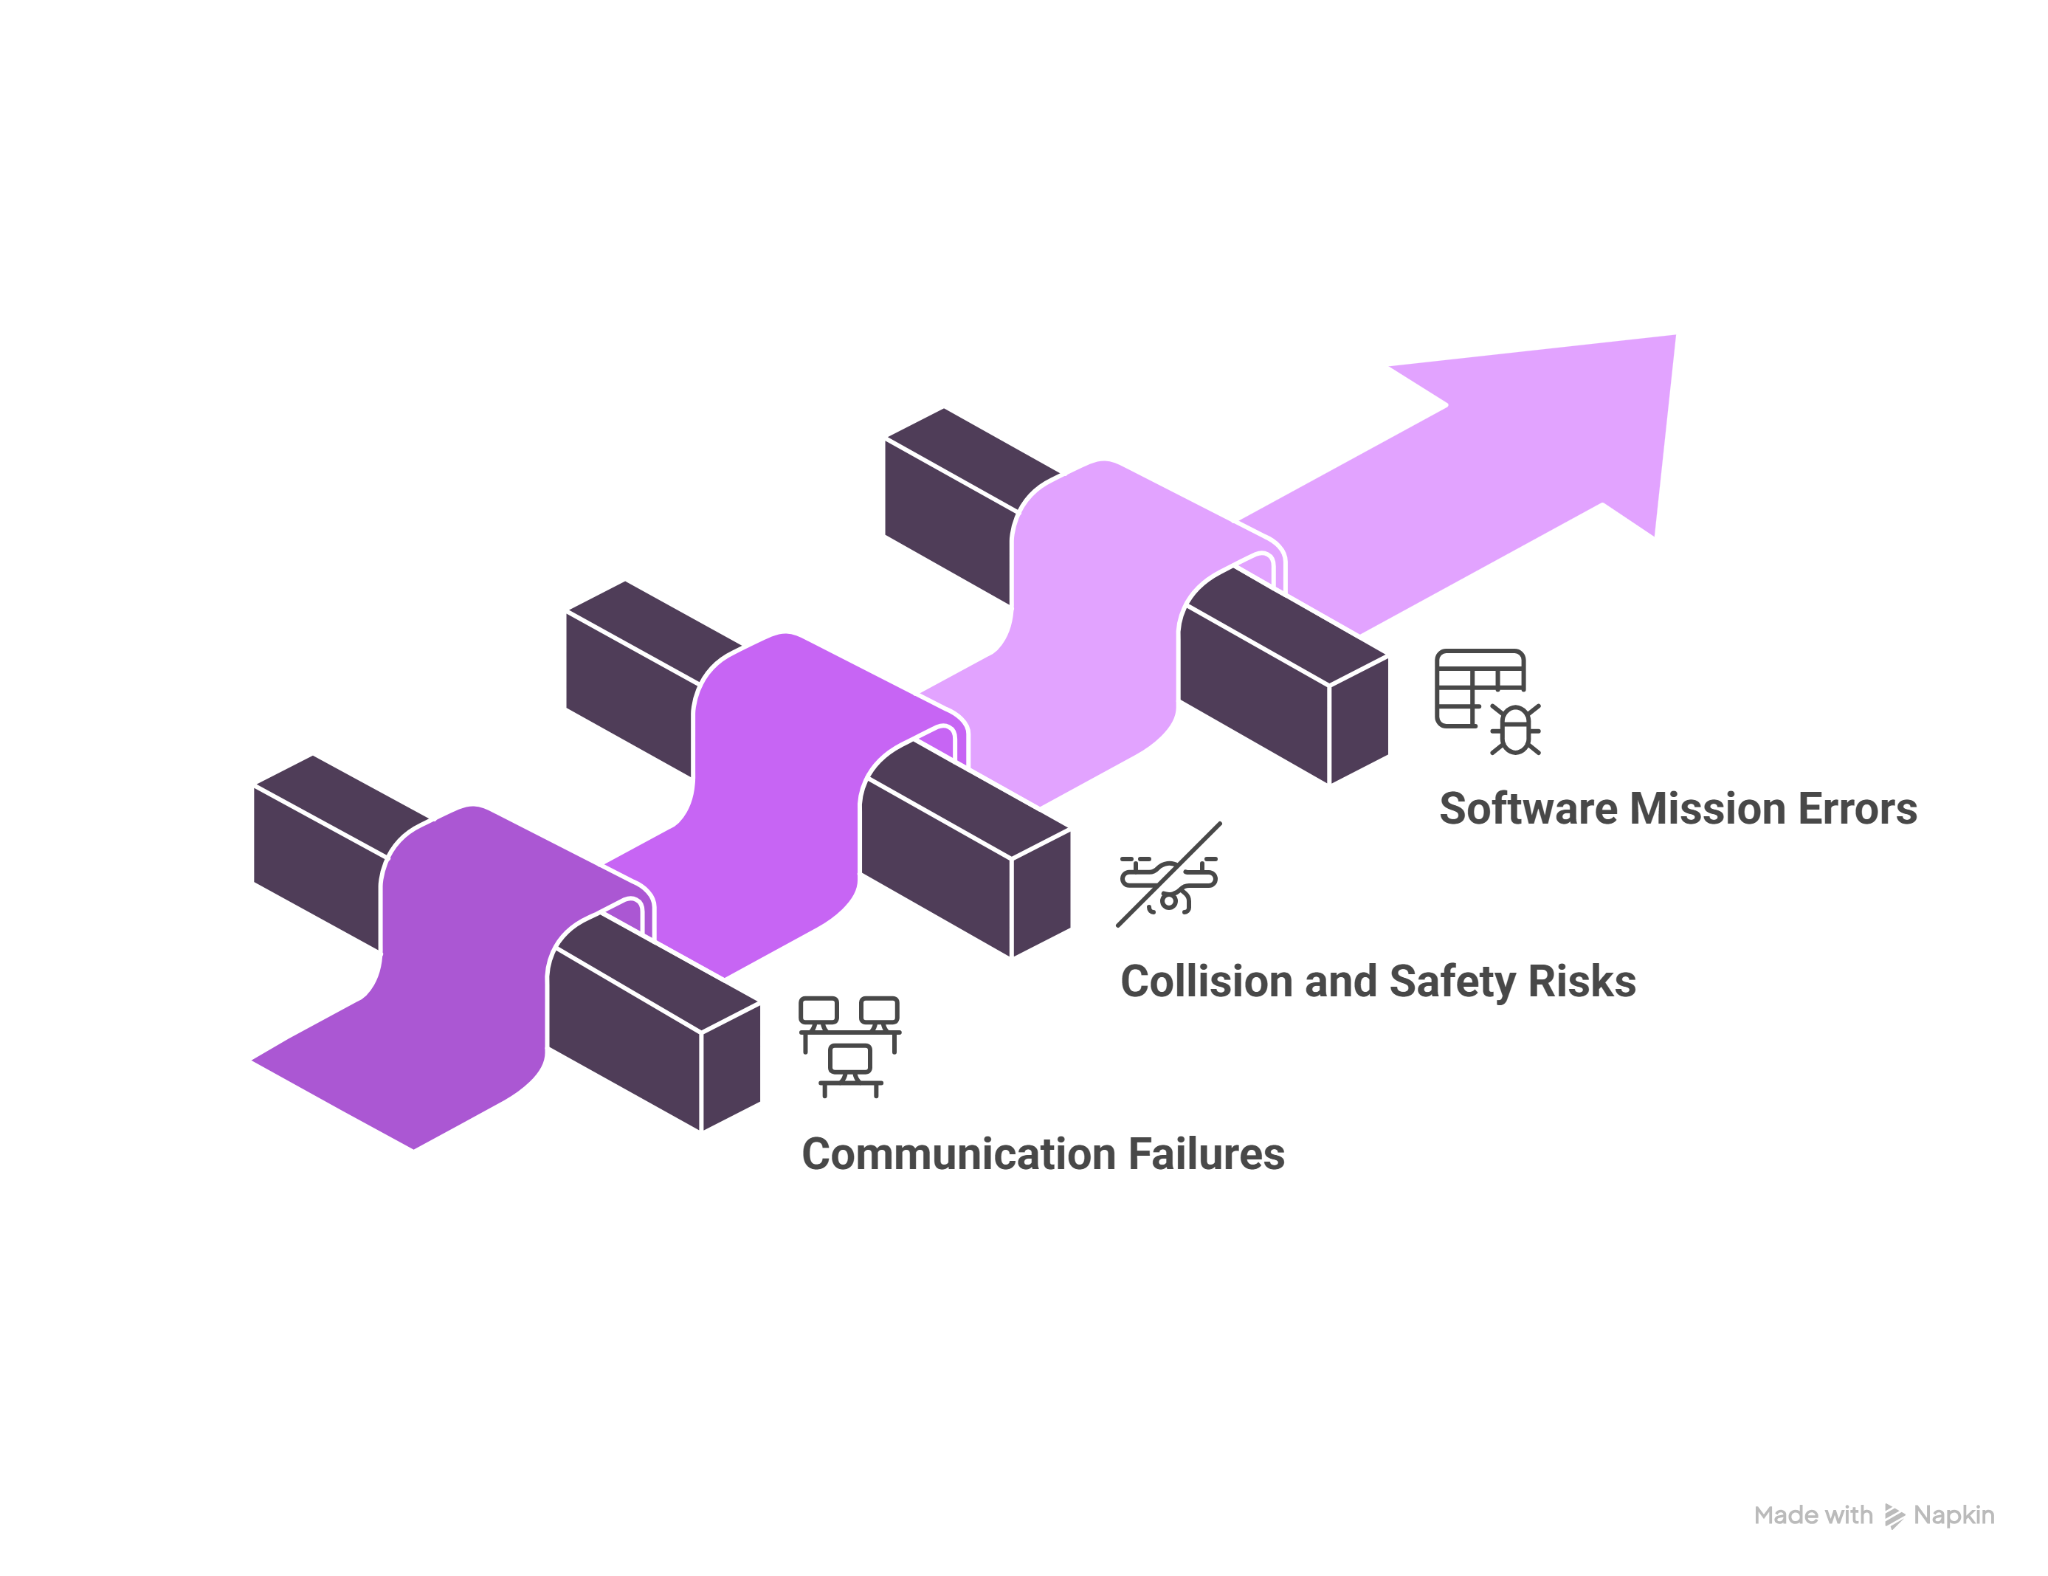 Software Mission Errors
Collision and Safety Risks
Communication Failures
Made with Napkin